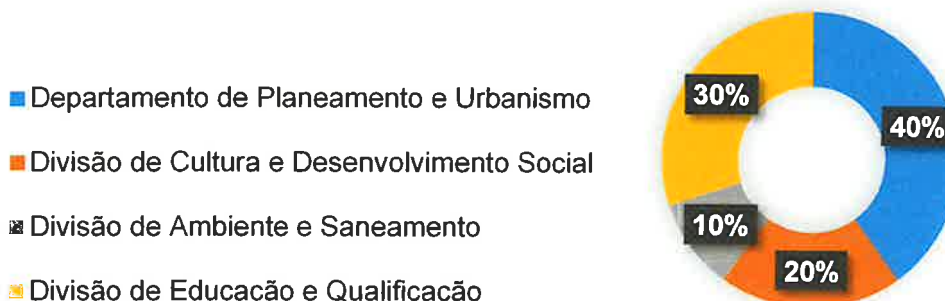 Departamento de Planeamento e Urbanismo
Divisão de Cultura e Desenvolvimento Social
Divisão de Ambiente e Saneamento
Divisão de Educação e Qualificação
30%
40%
10%
20%